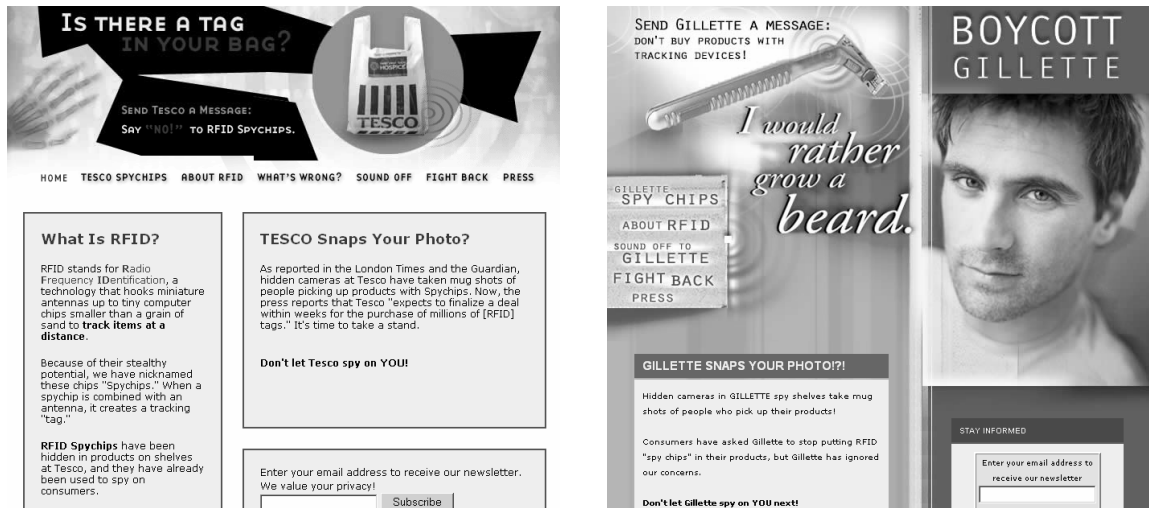 IS THERE A TAG
IN YOUR BAG?
SEND TESCO A MESSAGE:
SAY "NO!" TO RFID SPYCHIPS.
TESCO
HOME TESCO SPYCHIPS ABOUT RFID WHAT'S WRONG? SOUND OFF FIGHT BACK PRESS
What Is RFID?
RFID stands for Radio
Frequency IDentification, a
technology that hooks miniature
antennas up to tiny computer
chips smaller than a grain of
sand to track items at a
distance.
Because of their stealthy
potential, we have nicknamed
these chips "Spychips." When a
spychip is combined with an
antenna, it creates a tracking
"tag."
RFID Spychips have been
hidden in products on shelves
at Tesco, and they have already
been used to spy on
consumers.
TESCO Snaps Your Photo?
As reported in the London Times and the Guardian,
hidden cameras at Tesco have taken mug shots of
people picking up products with Spychips. Now, the
press reports that Tesco "expects to finalize a deal
within weeks for the purchase of millions of [RFID]
tags." It's time to take a stand.
Don't let Tesco spy on YOU!
Enter your email address to receive our newsletter.
We value your privacy!
Subscribe
SEND GILLETTE A MESSAGE:
DON'T BUY PRODUCTS WITH
TRACKING DEVICES!
I would
rather
grow a
beard.
GILLETTE
SPY CHIPS
ABOUT RFID
SOUND OFF TO
GILLETTE
FIGHT BACK
PRESS
BOYCOTT
GILLETTE
GILLETTE SNAPS YOUR PHOTO!?!
Hidden cameras in GILLETTE spy shelves take mug
shots of people who pick up their products!
Consumers have asked Gillette to stop putting RFID
"spy chips" in their products, but Gillette has ignored
our concerns.
Don't let Gillette spy on YOU next!
STAY INFORMED
Enter your email address to
receive our newsletter